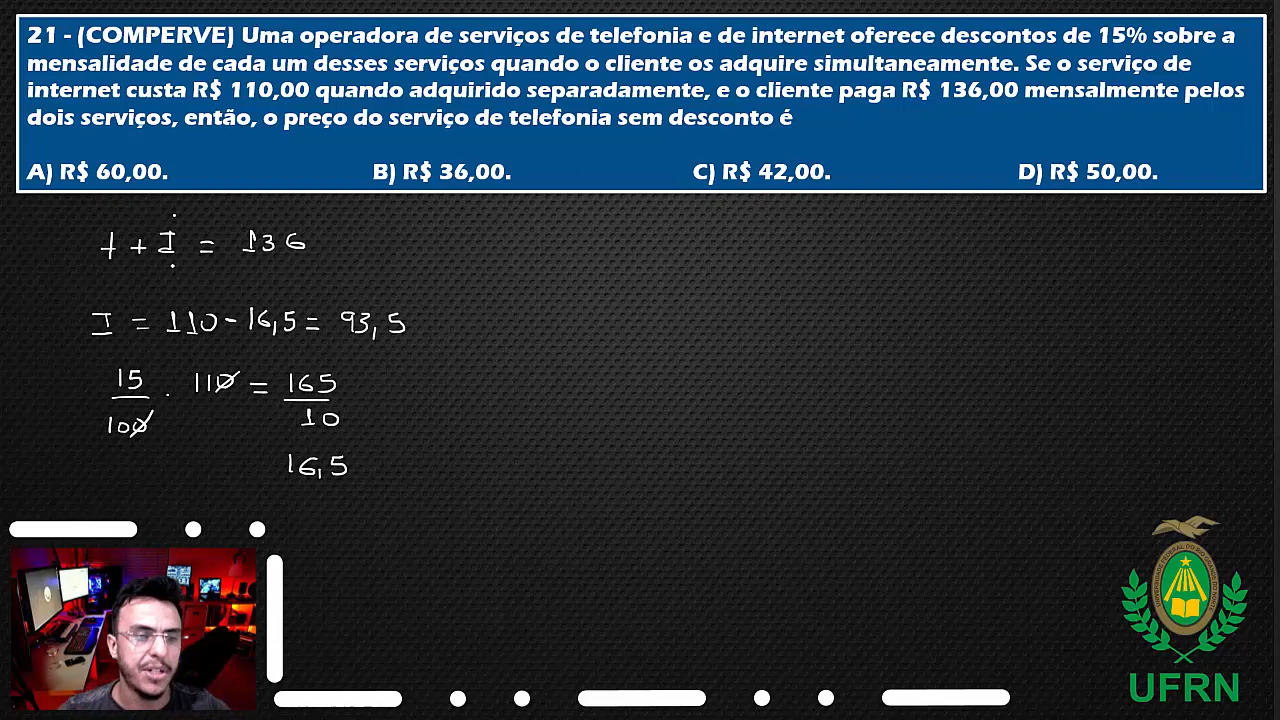 21 - (COMPERVE) Uma operadora de serviços de telefonia e de internet oferece descontos de 15% sobre a
mensalidade de cada um desses serviços quando o cliente os adquire simultaneamente. Se o serviço de
internet custa R$ 110,00 quando adquirido separadamente, e o cliente paga R$ 136,00 mensalmente pelos
dois serviços, então, o preço do serviço de telefonia sem desconto é
A) R$ 60,00. B) R$ 36,00. C) R$ 42,00. D) R$ 50,00.
t + I = 136
I = 110 - 16,5 = 93,5
15/100 . 110 = 165/10
16,5
UFRN